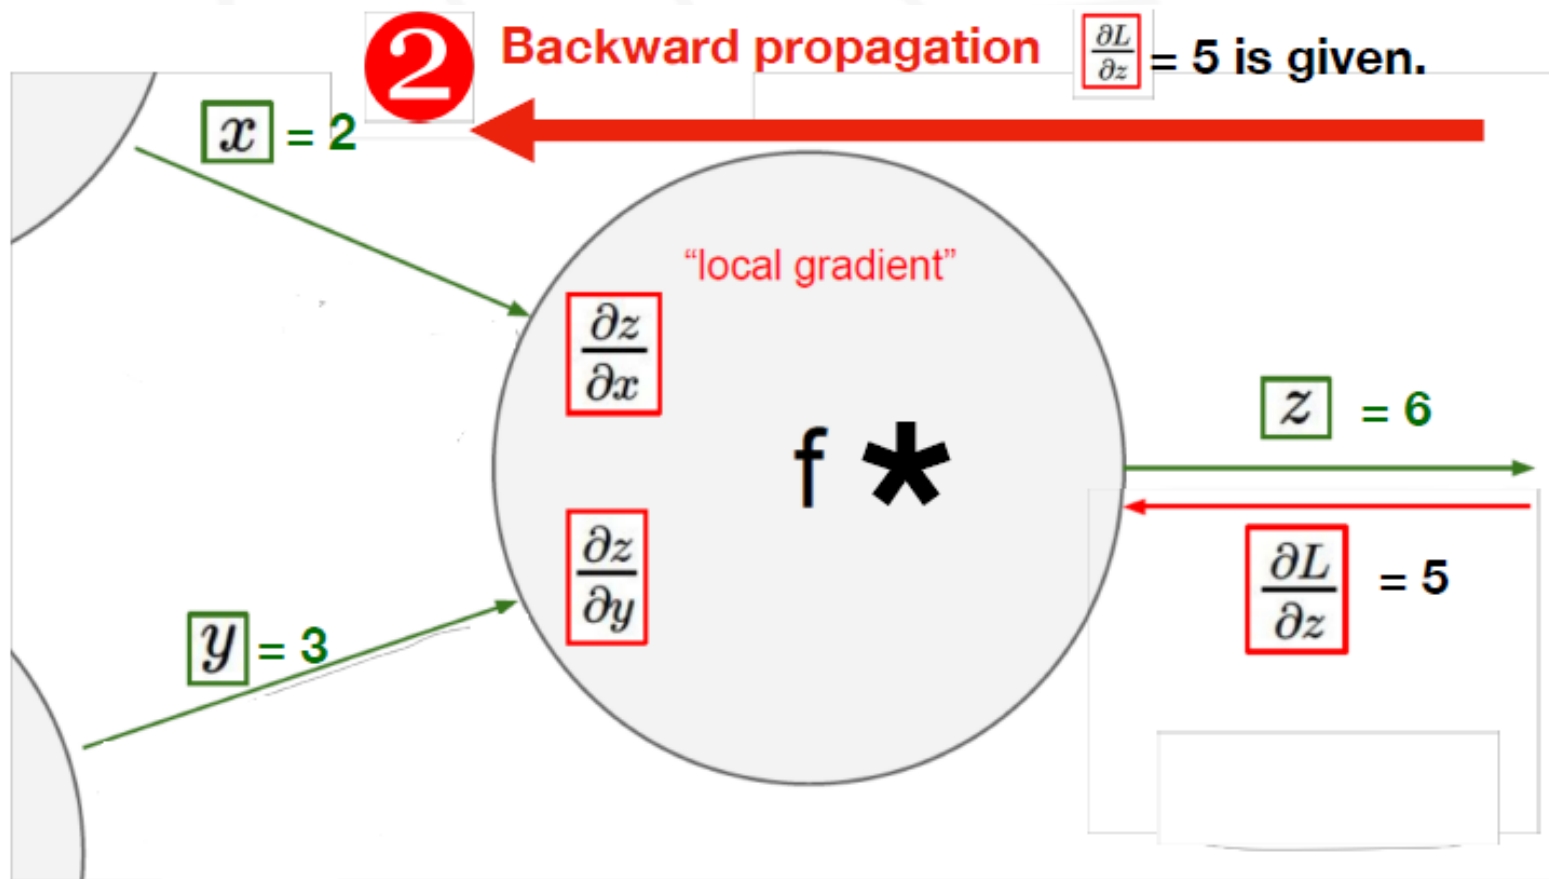 2 Backward propagation ∂L/∂z = 5 is given.
x = 2
"local gradient"
∂z/∂x
z = 6
f *
∂z/∂y
∂L/∂z = 5
y = 3